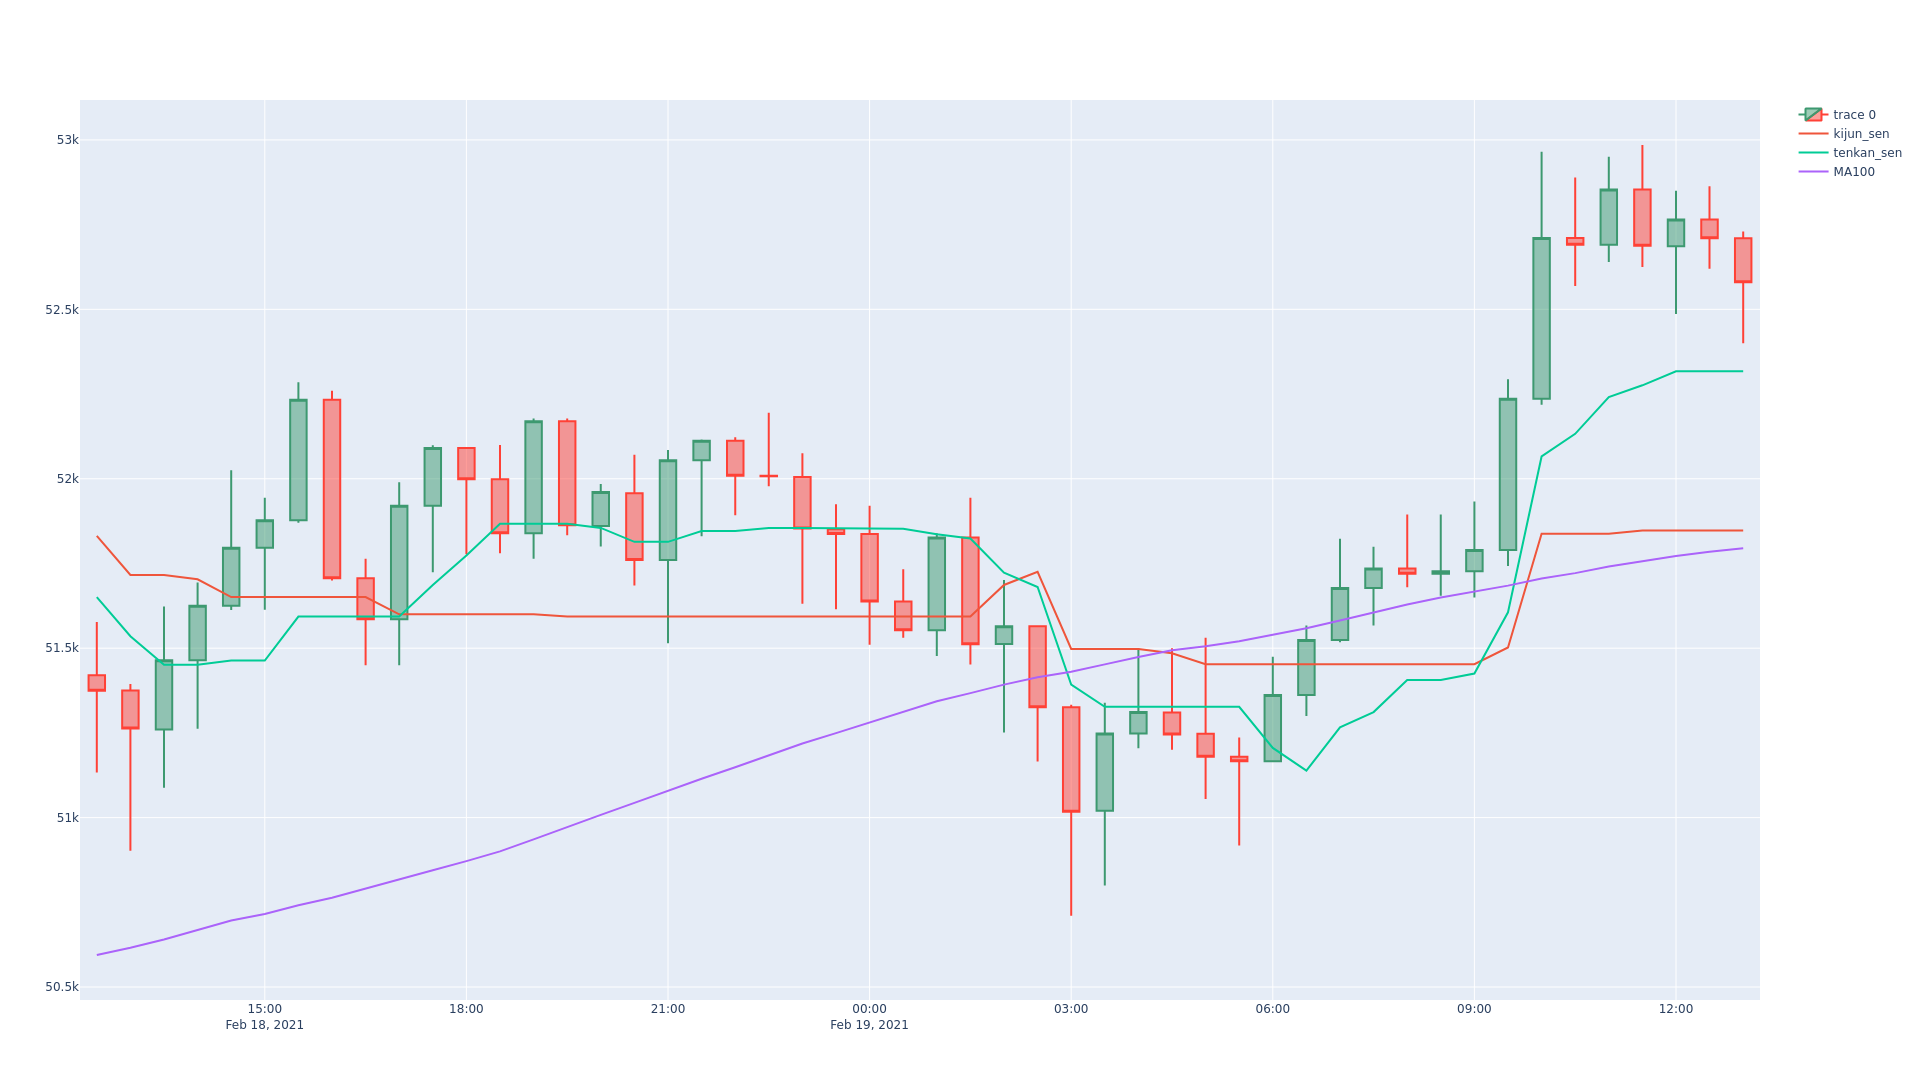 53k
52.5k
52k
51.5k
51k
50.5k
15:00
Feb 18, 2021
18:00
21:00
00:00
Feb 19, 2021
03:00
06:00
09:00
12:00
trace 0
kijun_sen
tenkan_sen
MA100